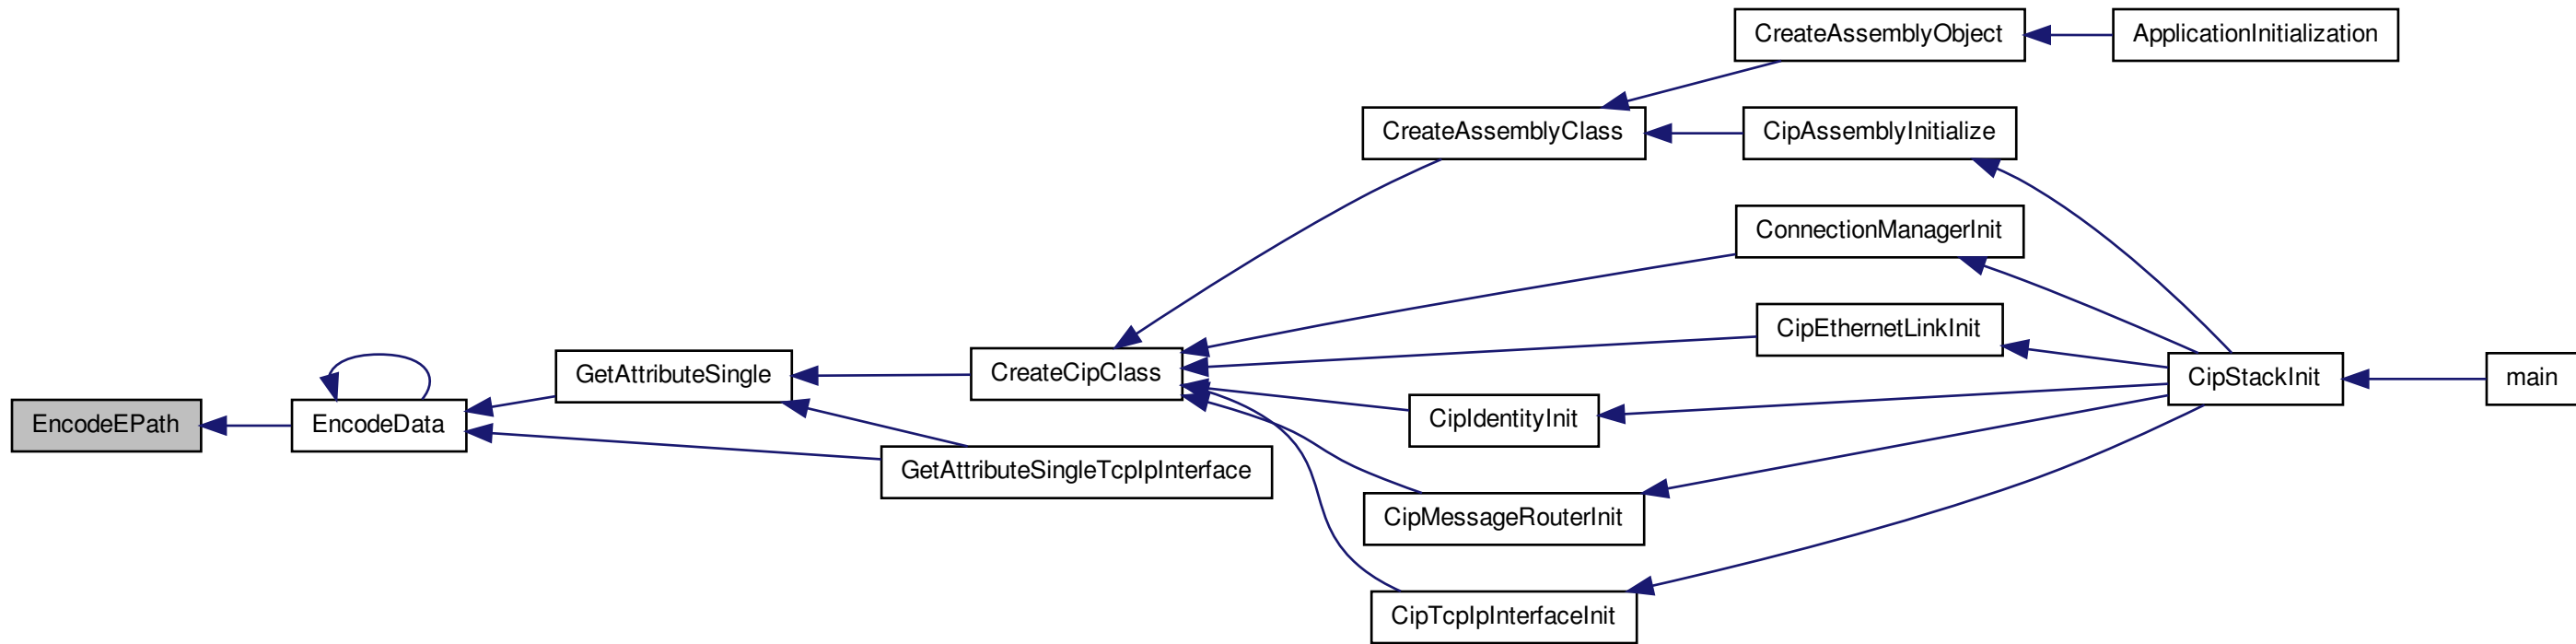 CreateAssemblyObject
ApplicationInitialization
CreateAssemblyClass
CipAssemblyInitialize
ConnectionManagerInit
CipEthernetLinkInit
GetAttributeSingle
CreateCipClass
CipStackInit
main
EncodeEPath
EncodeData
CipIdentityInit
GetAttributeSingleTcpIpInterface
CipMessageRouterInit
CipTcpIpInterfaceInit